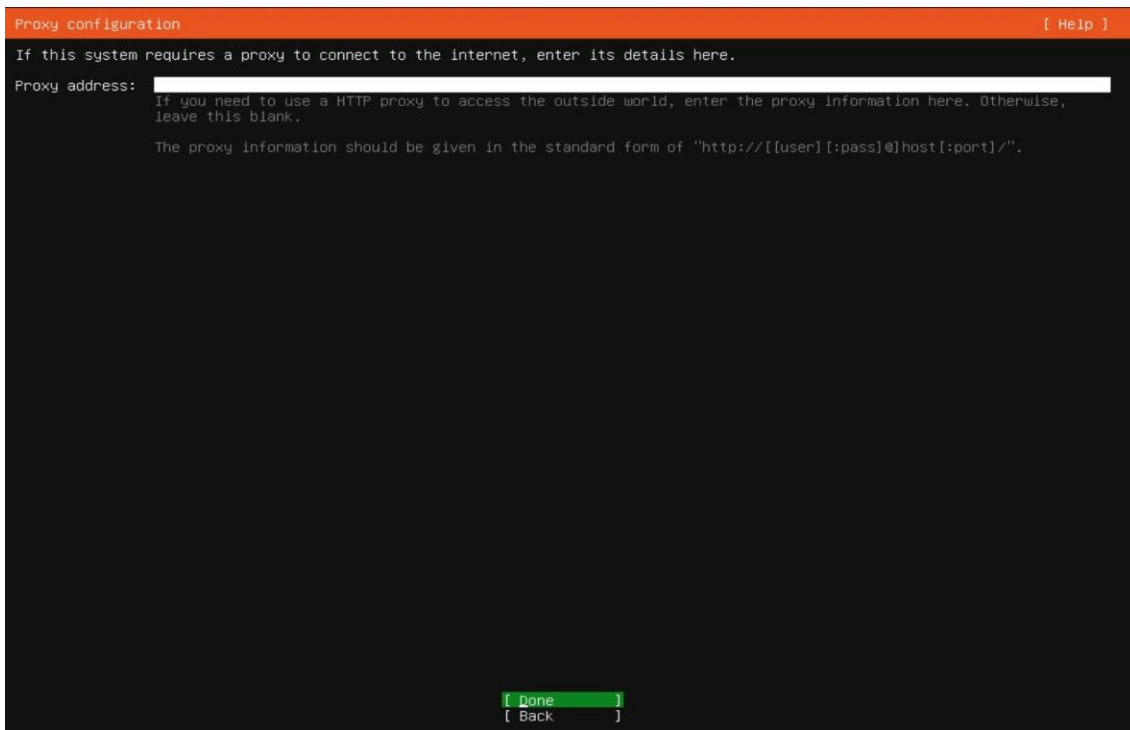 Proxy configuration [ Help ]
If this system requires a proxy to connect to the internet, enter its details here.
Proxy address:
If you need to use a HTTP proxy to access the outside world, enter the proxy information here. Otherwise,
leave this blank.
The proxy information should be given in the standard form of "http://[[user][:pass]@]host[:port]/".
[ Done ]
[ Back ]